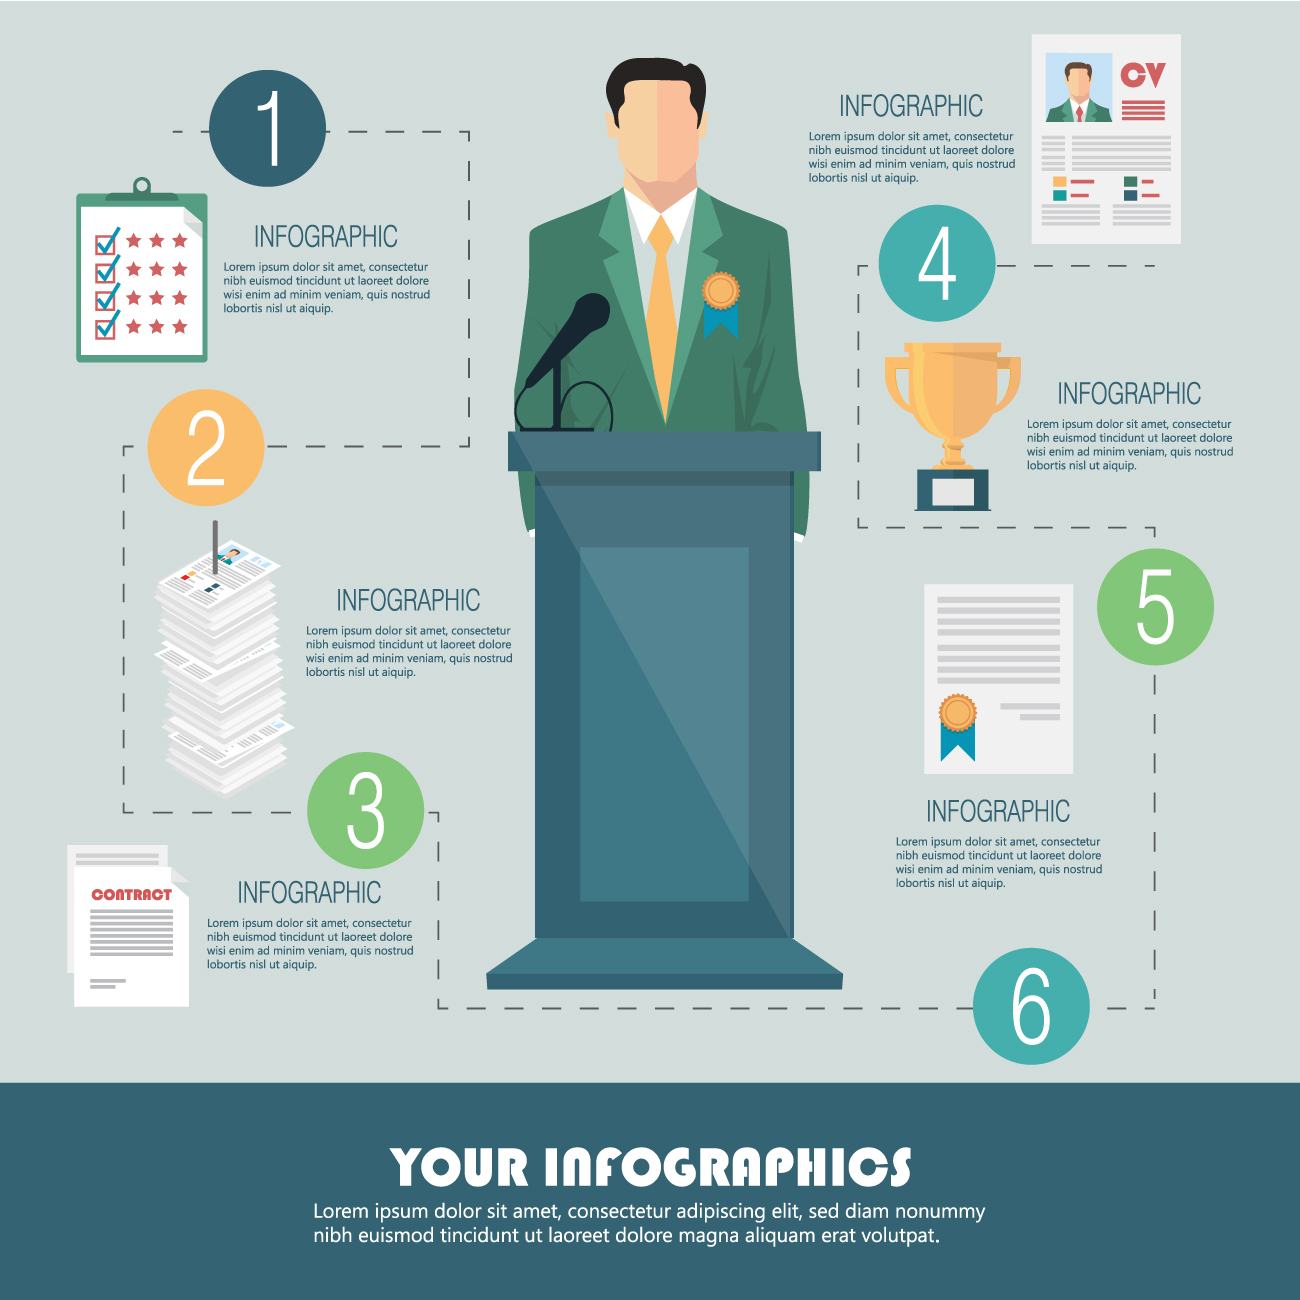 1
INFOGRAPHIC
Lorem ipsum dolor sit amet, consectetur
nibh euismod tincidunt ut laoreet dolore
wisi enim ad minim veniam, quis nostrud
lobortis nisl ut aiquip.
2
INFOGRAPHIC
Lorem ipsum dolor sit amet, consectetur
nibh euismod tincidunt ut laoreet dolore
wisi enim ad minim veniam, quis nostrud
lobortis nisl ut aiquip.
3
CONTRACT
INFOGRAPHIC
Lorem ipsum dolor sit amet, consectetur
nibh euismod tincidunt ut laoreet dolore
wisi enim ad minim veniam, quis nostrud
lobortis nisl ut aiquip.
INFOGRAPHIC
Lorem ipsum dolor sit amet, consectetur
nibh euismod tincidunt ut laoreet dolore
wisi enim ad minim veniam, quis nostrud
lobortis nisl ut aiquip.
CV
4
INFOGRAPHIC
Lorem ipsum dolor sit amet, consectetur
nibh euismod tincidunt ut laoreet dolore
wisi enim ad minim veniam, quis nostrud
lobortis nisl ut aiquip.
5
INFOGRAPHIC
Lorem ipsum dolor sit amet, consectetur
nibh euismod tincidunt ut laoreet dolore
wisi enim ad minim veniam, quis nostrud
lobortis nisl ut aiquip.
6
YOUR INFOGRAPHICS
Lorem ipsum dolor sit amet, consectetur adipiscing elit, sed diam nonummy
nibh euismod tincidunt ut laoreet dolore magna aliquam erat volutpat.